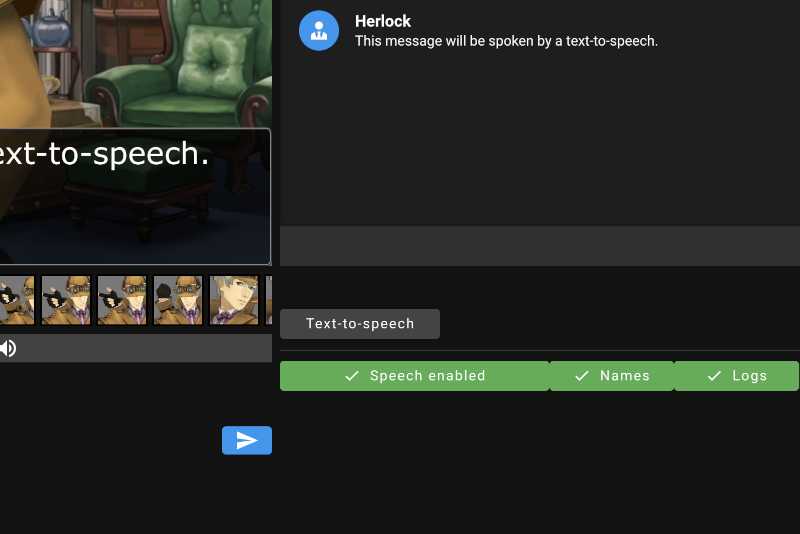 Herlock
This message will be spoken by a text-to-speech.
ext-to-speech.
Text-to-speech
Speech enabled
Names
Logs